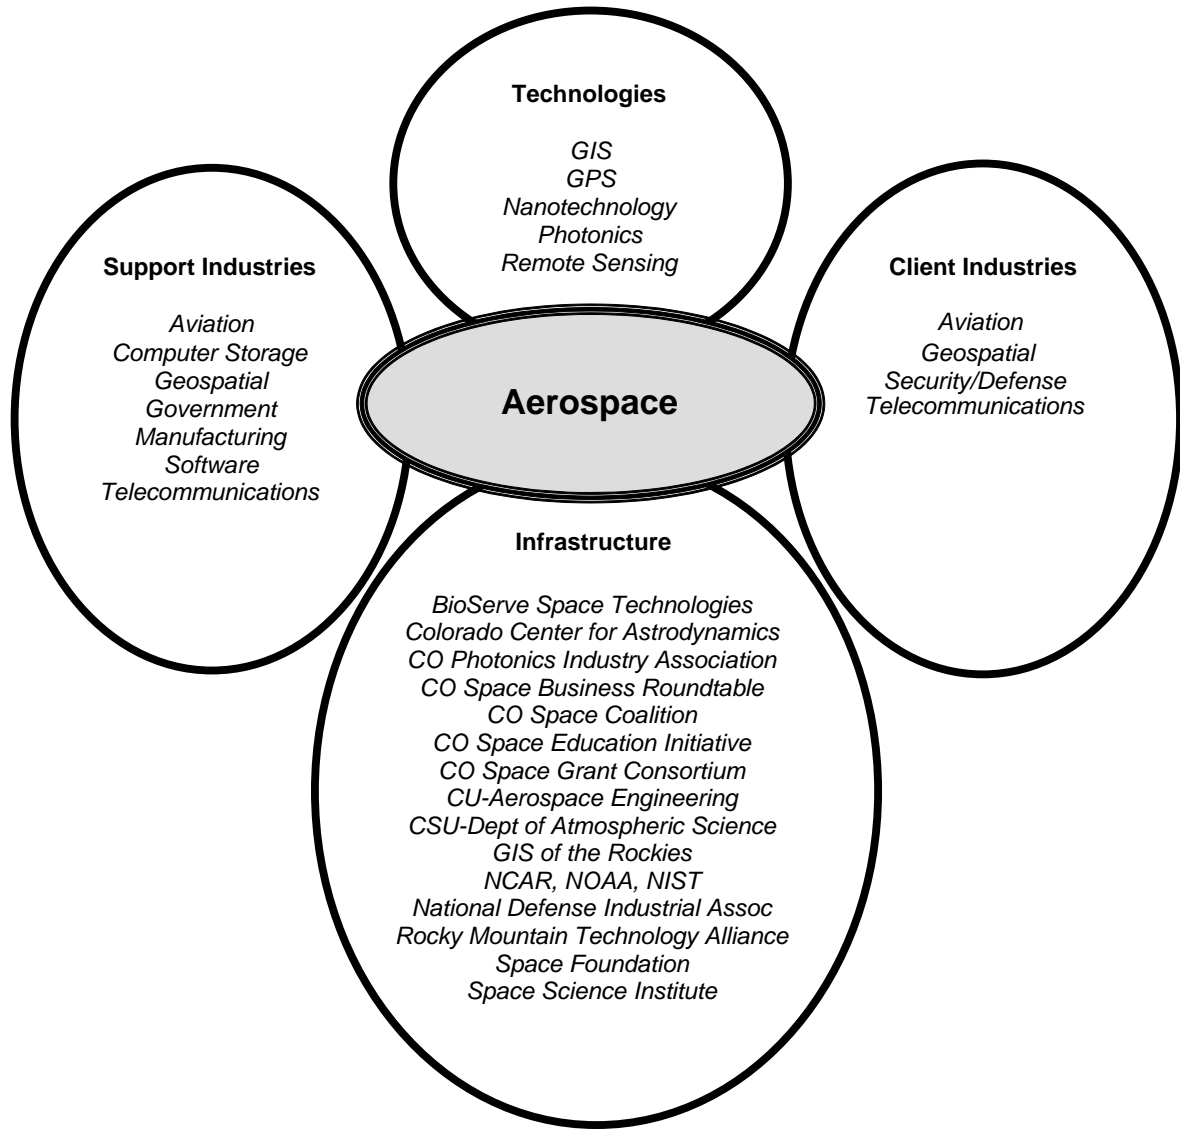 Technologies
GIS
GPS
Nanotechnology
Photonics
Remote Sensing
Support Industries
Aviation
Computer Storage
Geospatial
Government
Manufacturing
Software
Telecommunications
Client Industries
Aviation
Geospatial
Security/Defense
Telecommunications
Aerospace
Infrastructure
BioServe Space Technologies
Colorado Center for Astrodynamics
CO Photonics Industry Association
CO Space Business Roundtable
CO Space Coalition
CO Space Education Initiative
CO Space Grant Consortium
CU-Aerospace Engineering
CSU-Dept of Atmospheric Science
GIS of the Rockies
NCAR, NOAA, NIST
National Defense Industrial Assoc
Rocky Mountain Technology Alliance
Space Foundation
Space Science Institute